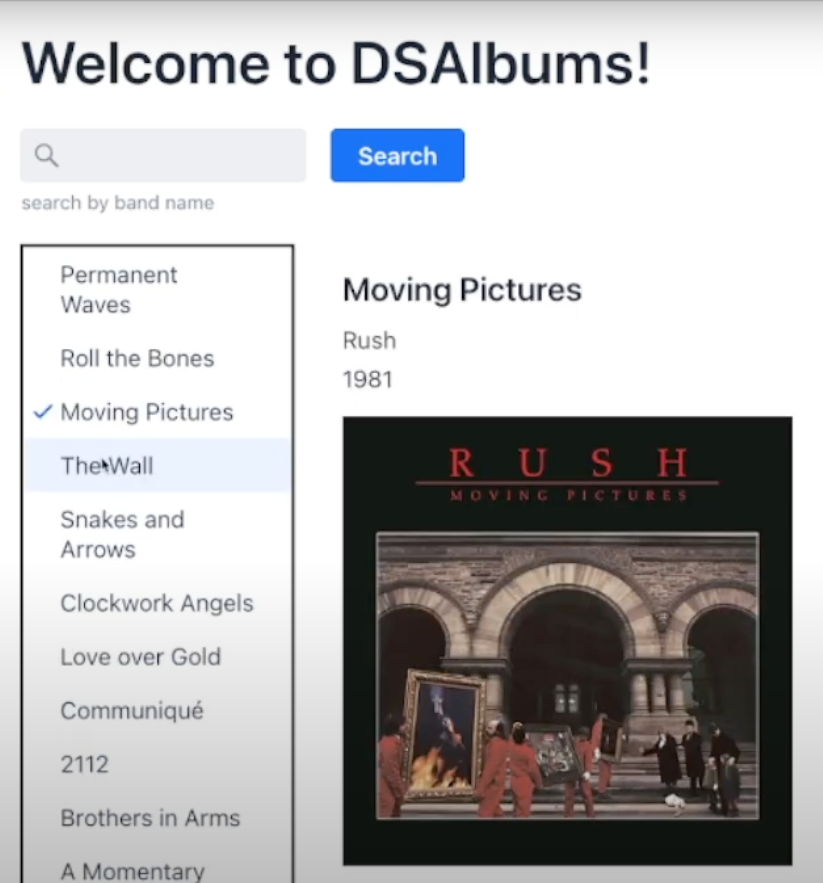 Welcome to DSAlbums!
Search
search by band name
Permanent
Waves
Roll the Bones
Moving Pictures
The Wall
Snakes and
Arrows
Clockwork Angels
Love over Gold
Communiqué
2112
Brothers in Arms
A Momentary
Moving Pictures
Rush
1981
RUSH
MOVING PICTURES